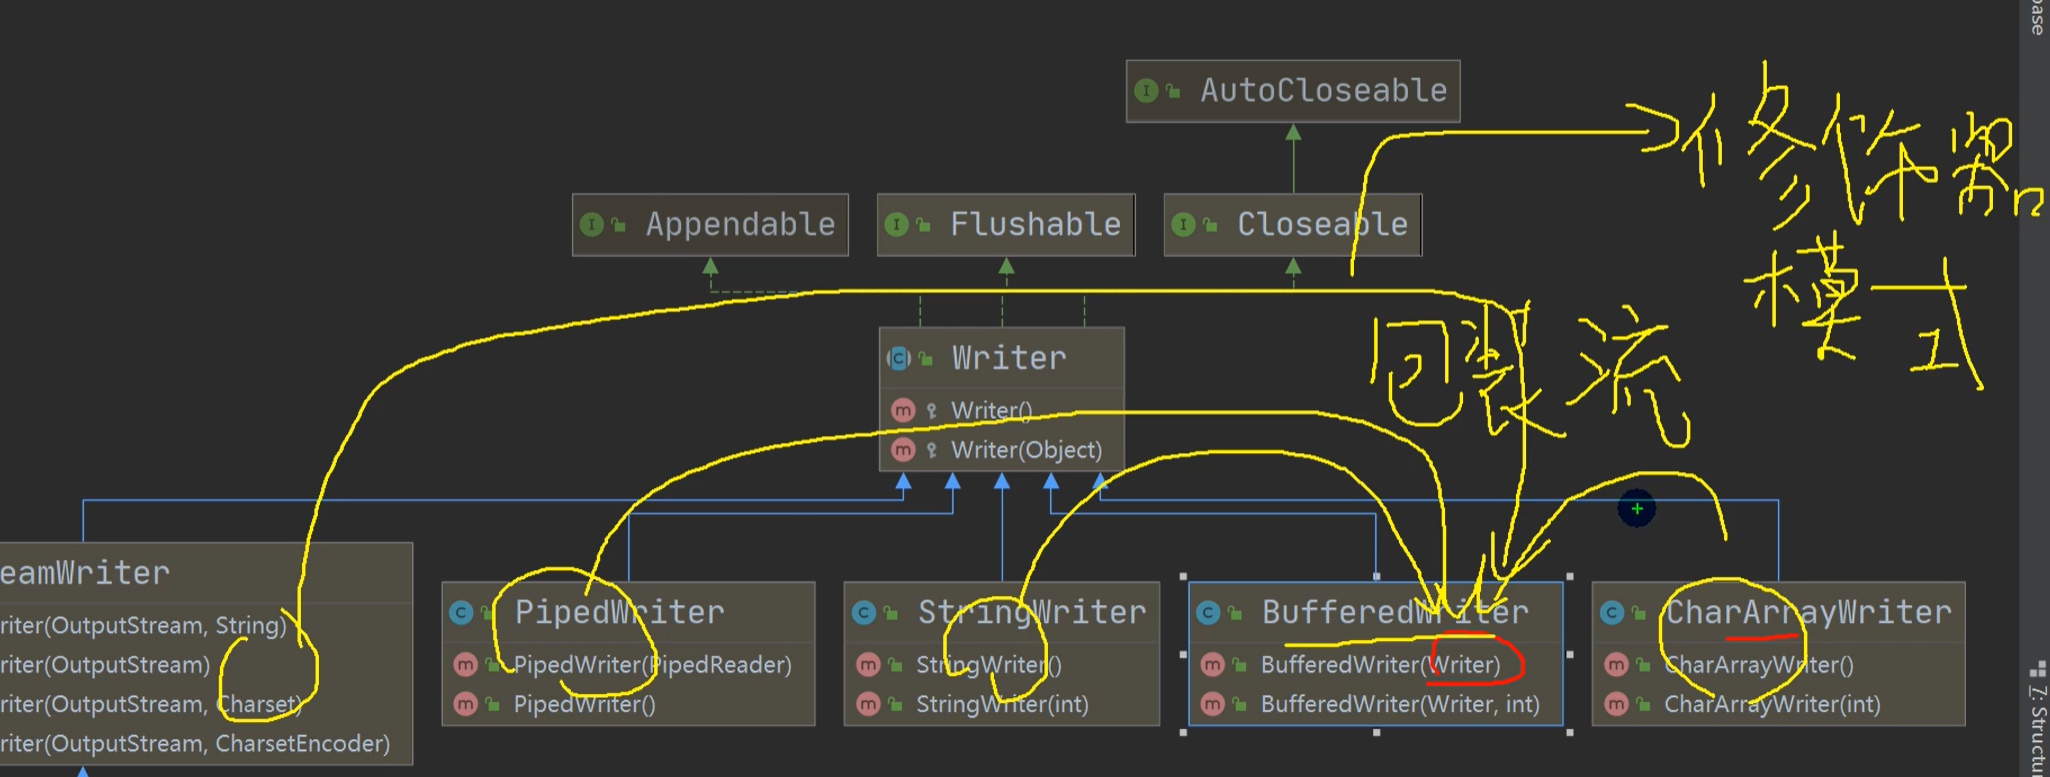 base
AutoCloseable
修饰器
模式
Appendable
Flushable
Closeable
Writer
Writer()
Writer(Object)
包装流
eamWriter
riter(OutputStream, String)
riter(OutputStream)
riter(OutputStream, Charset)
riter(OutputStream, CharsetEncoder)
PipedWriter
PipedWriter(PipedReader)
PipedWriter()
StringWriter
StringWriter()
StringWriter(int)
BufferedWriter
BufferedWriter(Writer)
BufferedWriter(Writer, int)
CharArrayWriter
CharArrayWriter()
CharArrayWriter(int)
7: Structu